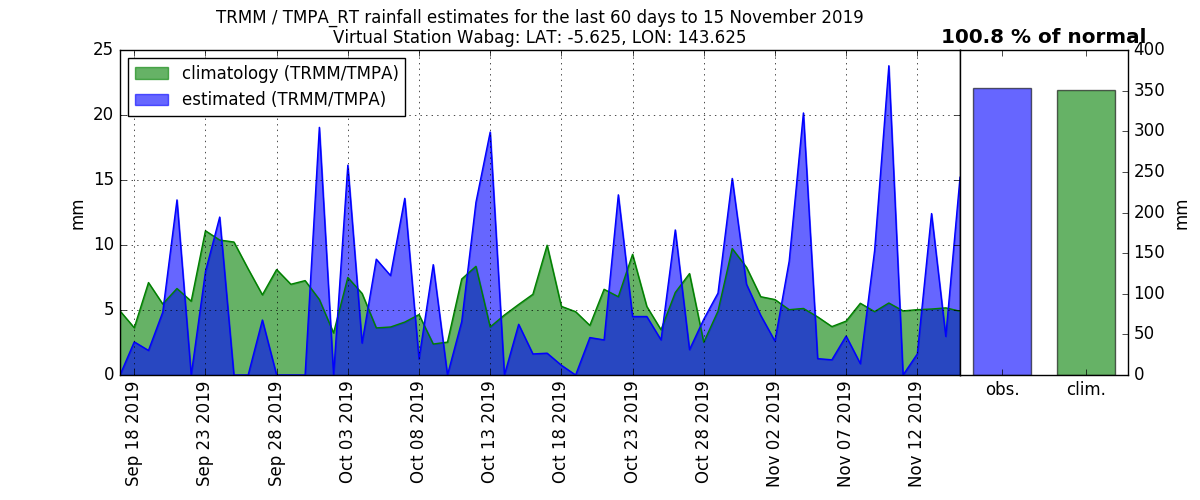 TRMM / TMPA_RT rainfall estimates for the last 60 days to 15 November 2019
Virtual Station Wabag: LAT: -5.625, LON: 143.625
100.8 % of normal
climatology (TRMM/TMPA)
estimated (TRMM/TMPA)
25
20
15
10
5
0
mm
400
350
300
250
200
150
100
50
0
mm
Sep 18 2019
Sep 23 2019
Sep 28 2019
Oct 03 2019
Oct 08 2019
Oct 13 2019
Oct 18 2019
Oct 23 2019
Oct 28 2019
Nov 02 2019
Nov 07 2019
Nov 12 2019
obs.
clim.